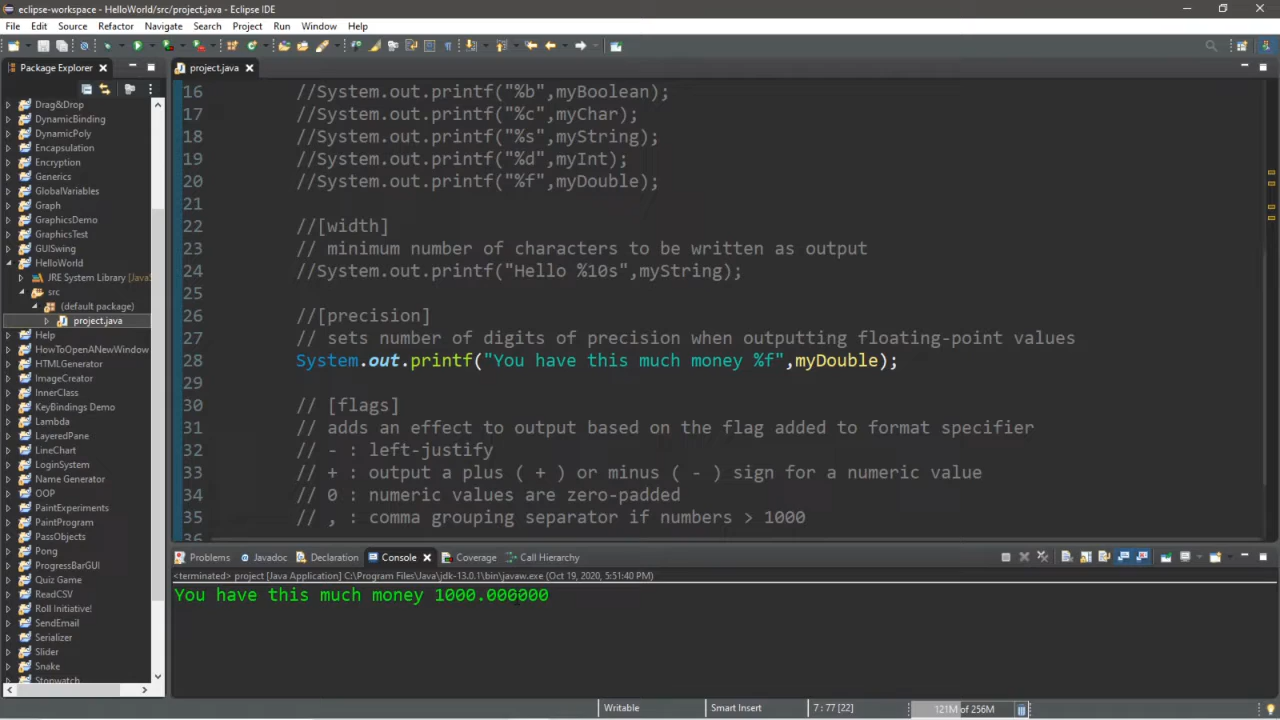 eclipse-workspace - HelloWorld/src/project.java - Eclipse IDE
File Edit Source Refactor Navigate Search Project Run Window Help
Package Explorer
project.java
Drag&Drop
DynamicBinding
DynamicPoly
Encapsulation
Encryption
Generics
GlobalVariables
Graph
GraphicsDemo
GraphicsTest
GUISwing
HelloWorld
JRE System Library [JavaS
src
(default package)
project.java
Help
HowToOpenANewWindow
HTMLGenerator
ImageCreator
InnerClass
KeyBindings Demo
Lambda
LayeredPane
LineChart
LoginSystem
Name Generator
OOP
PaintExperiments
PaintProgram
PassObjects
Pong
ProgressBarGUI
Quiz Game
ReadCSV
Roll Initiative!
SendEmail
Serializer
Slider
Snake
Stopwatch
16 //System.out.printf("%b",myBoolean);
17 //System.out.printf("%c",myChar);
18 //System.out.printf("%s",myString);
19 //System.out.printf("%d",myInt);
20 //System.out.printf("%f",myDouble);
21
22 //[width]
23 // minimum number of characters to be written as output
24 //System.out.printf("Hello %10s",myString);
25
26 //[precision]
27 // sets number of digits of precision when outputting floating-point values
28 System.out.printf("You have this much money %f",myDouble);
29
30 // [flags]
31 // adds an effect to output based on the flag added to format specifier
32 // - : left-justify
33 // + : output a plus ( + ) or minus ( - ) sign for a numeric value
34 // 0 : numeric values are zero-padded
35 // , : comma grouping separator if numbers > 1000
36
Problems Javadoc Declaration Console Coverage Call Hierarchy
<terminated> project [Java Application] C:\Program Files\Java\jdk-13.0.1\bin\javaw.exe (Oct 19, 2020, 5:51:40 PM)
You have this much money 1000.000000
Writable Smart Insert 7 : 77 [22] 121M of 256M